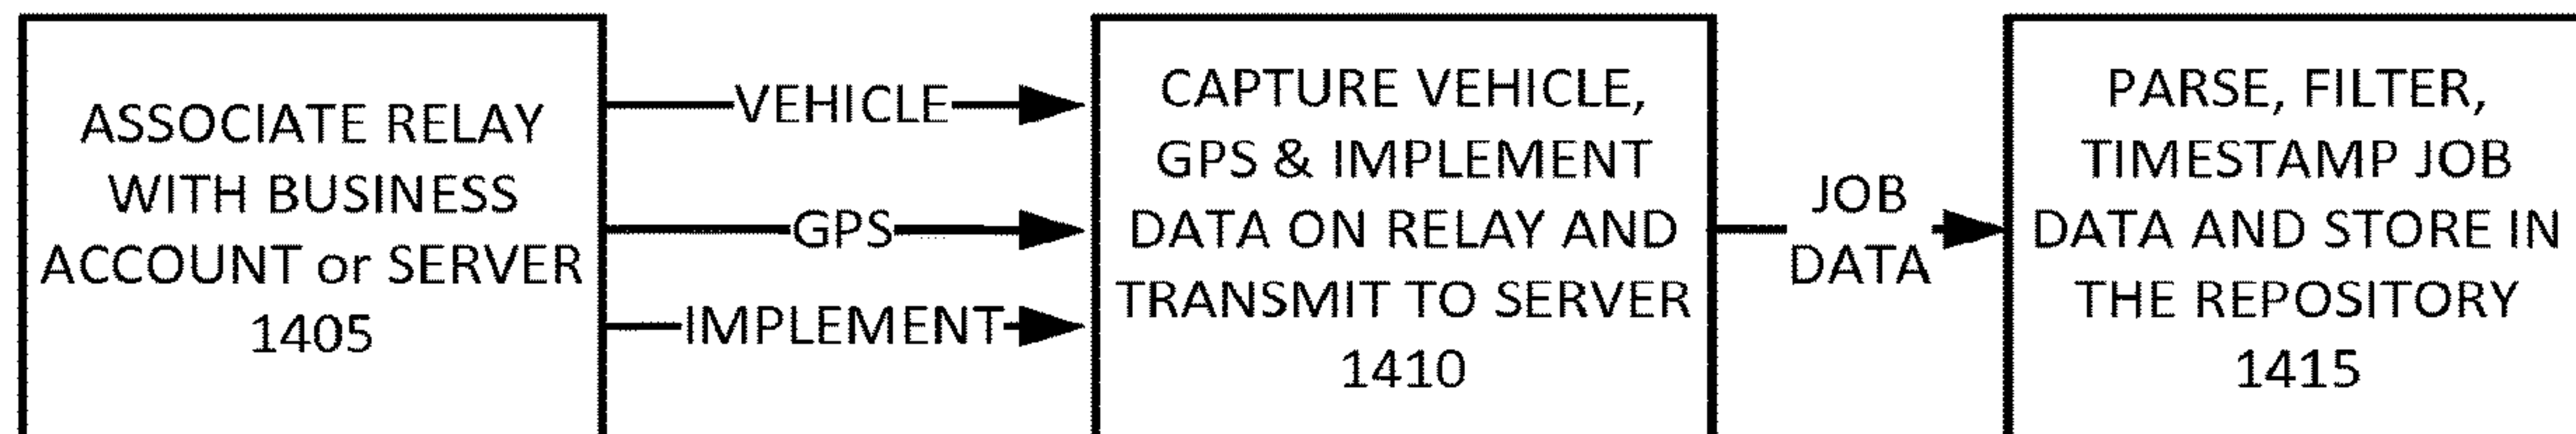 ASSOCIATE RELAY
WITH BUSINESS
ACCOUNT or SERVER
1405
VEHICLE
GPS
IMPLEMENT
CAPTURE VEHICLE,
GPS & IMPLEMENT
DATA ON RELAY AND
TRANSMIT TO SERVER
1410
JOB
DATA
PARSE, FILTER,
TIMESTAMP JOB
DATA AND STORE IN
THE REPOSITORY
1415